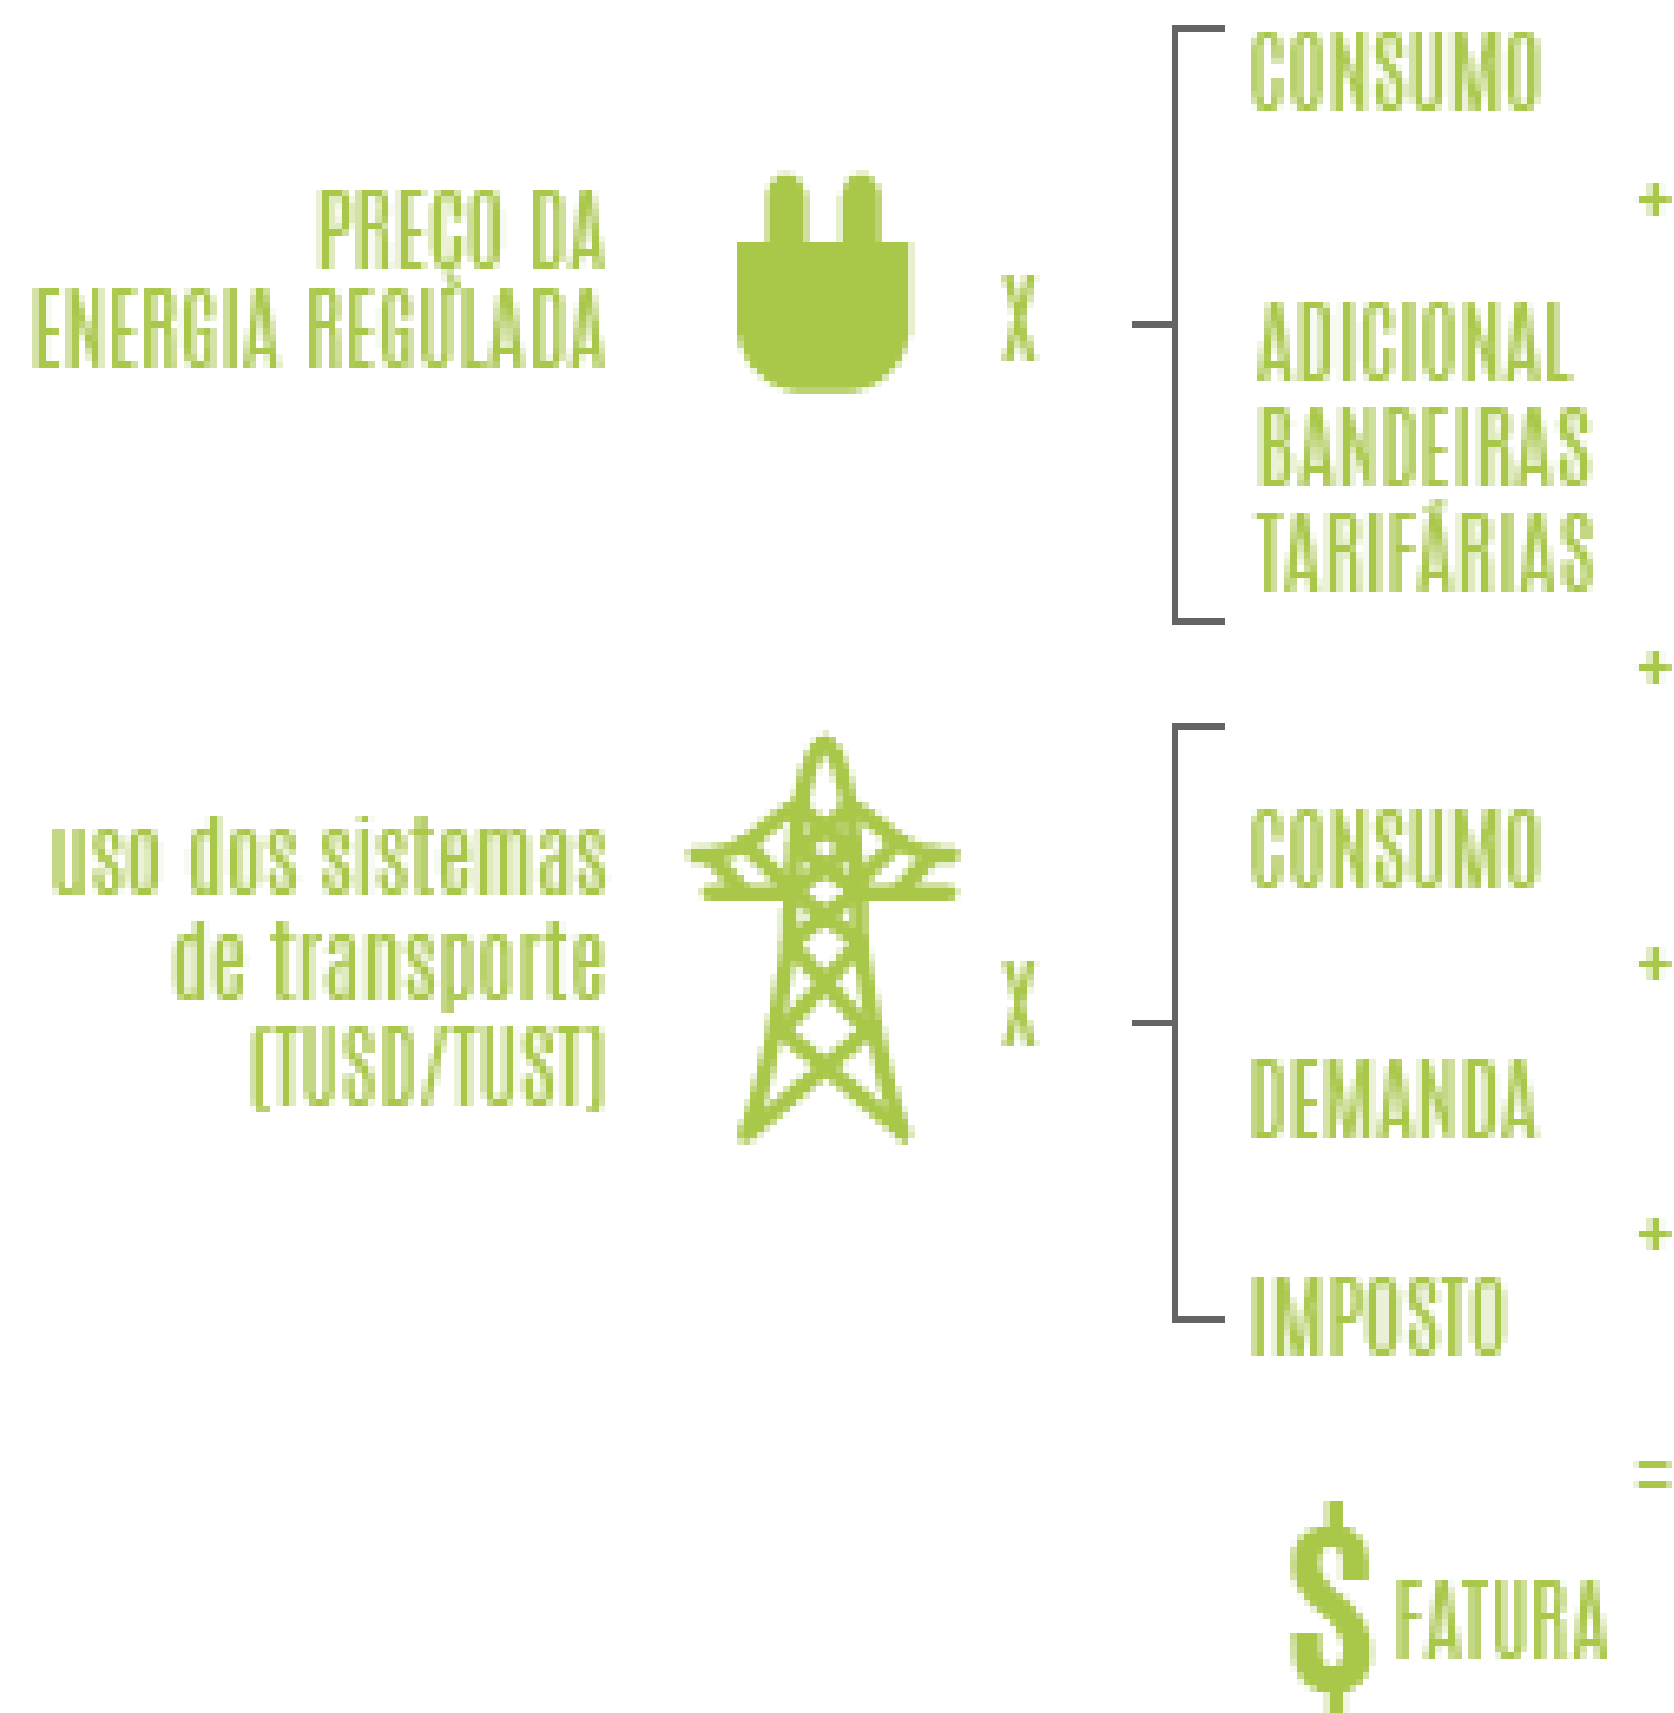 CONSUMO
+
PREÇO DA
ENERGIA REGULADA
X
ADICIONAL
BANDEIRAS
TARIFÁRIAS
+
uso dos sistemas
de transporte
(TUSD/TUST)
X
CONSUMO
+
DEMANDA
+
IMPOSTO
=
$ FATURA